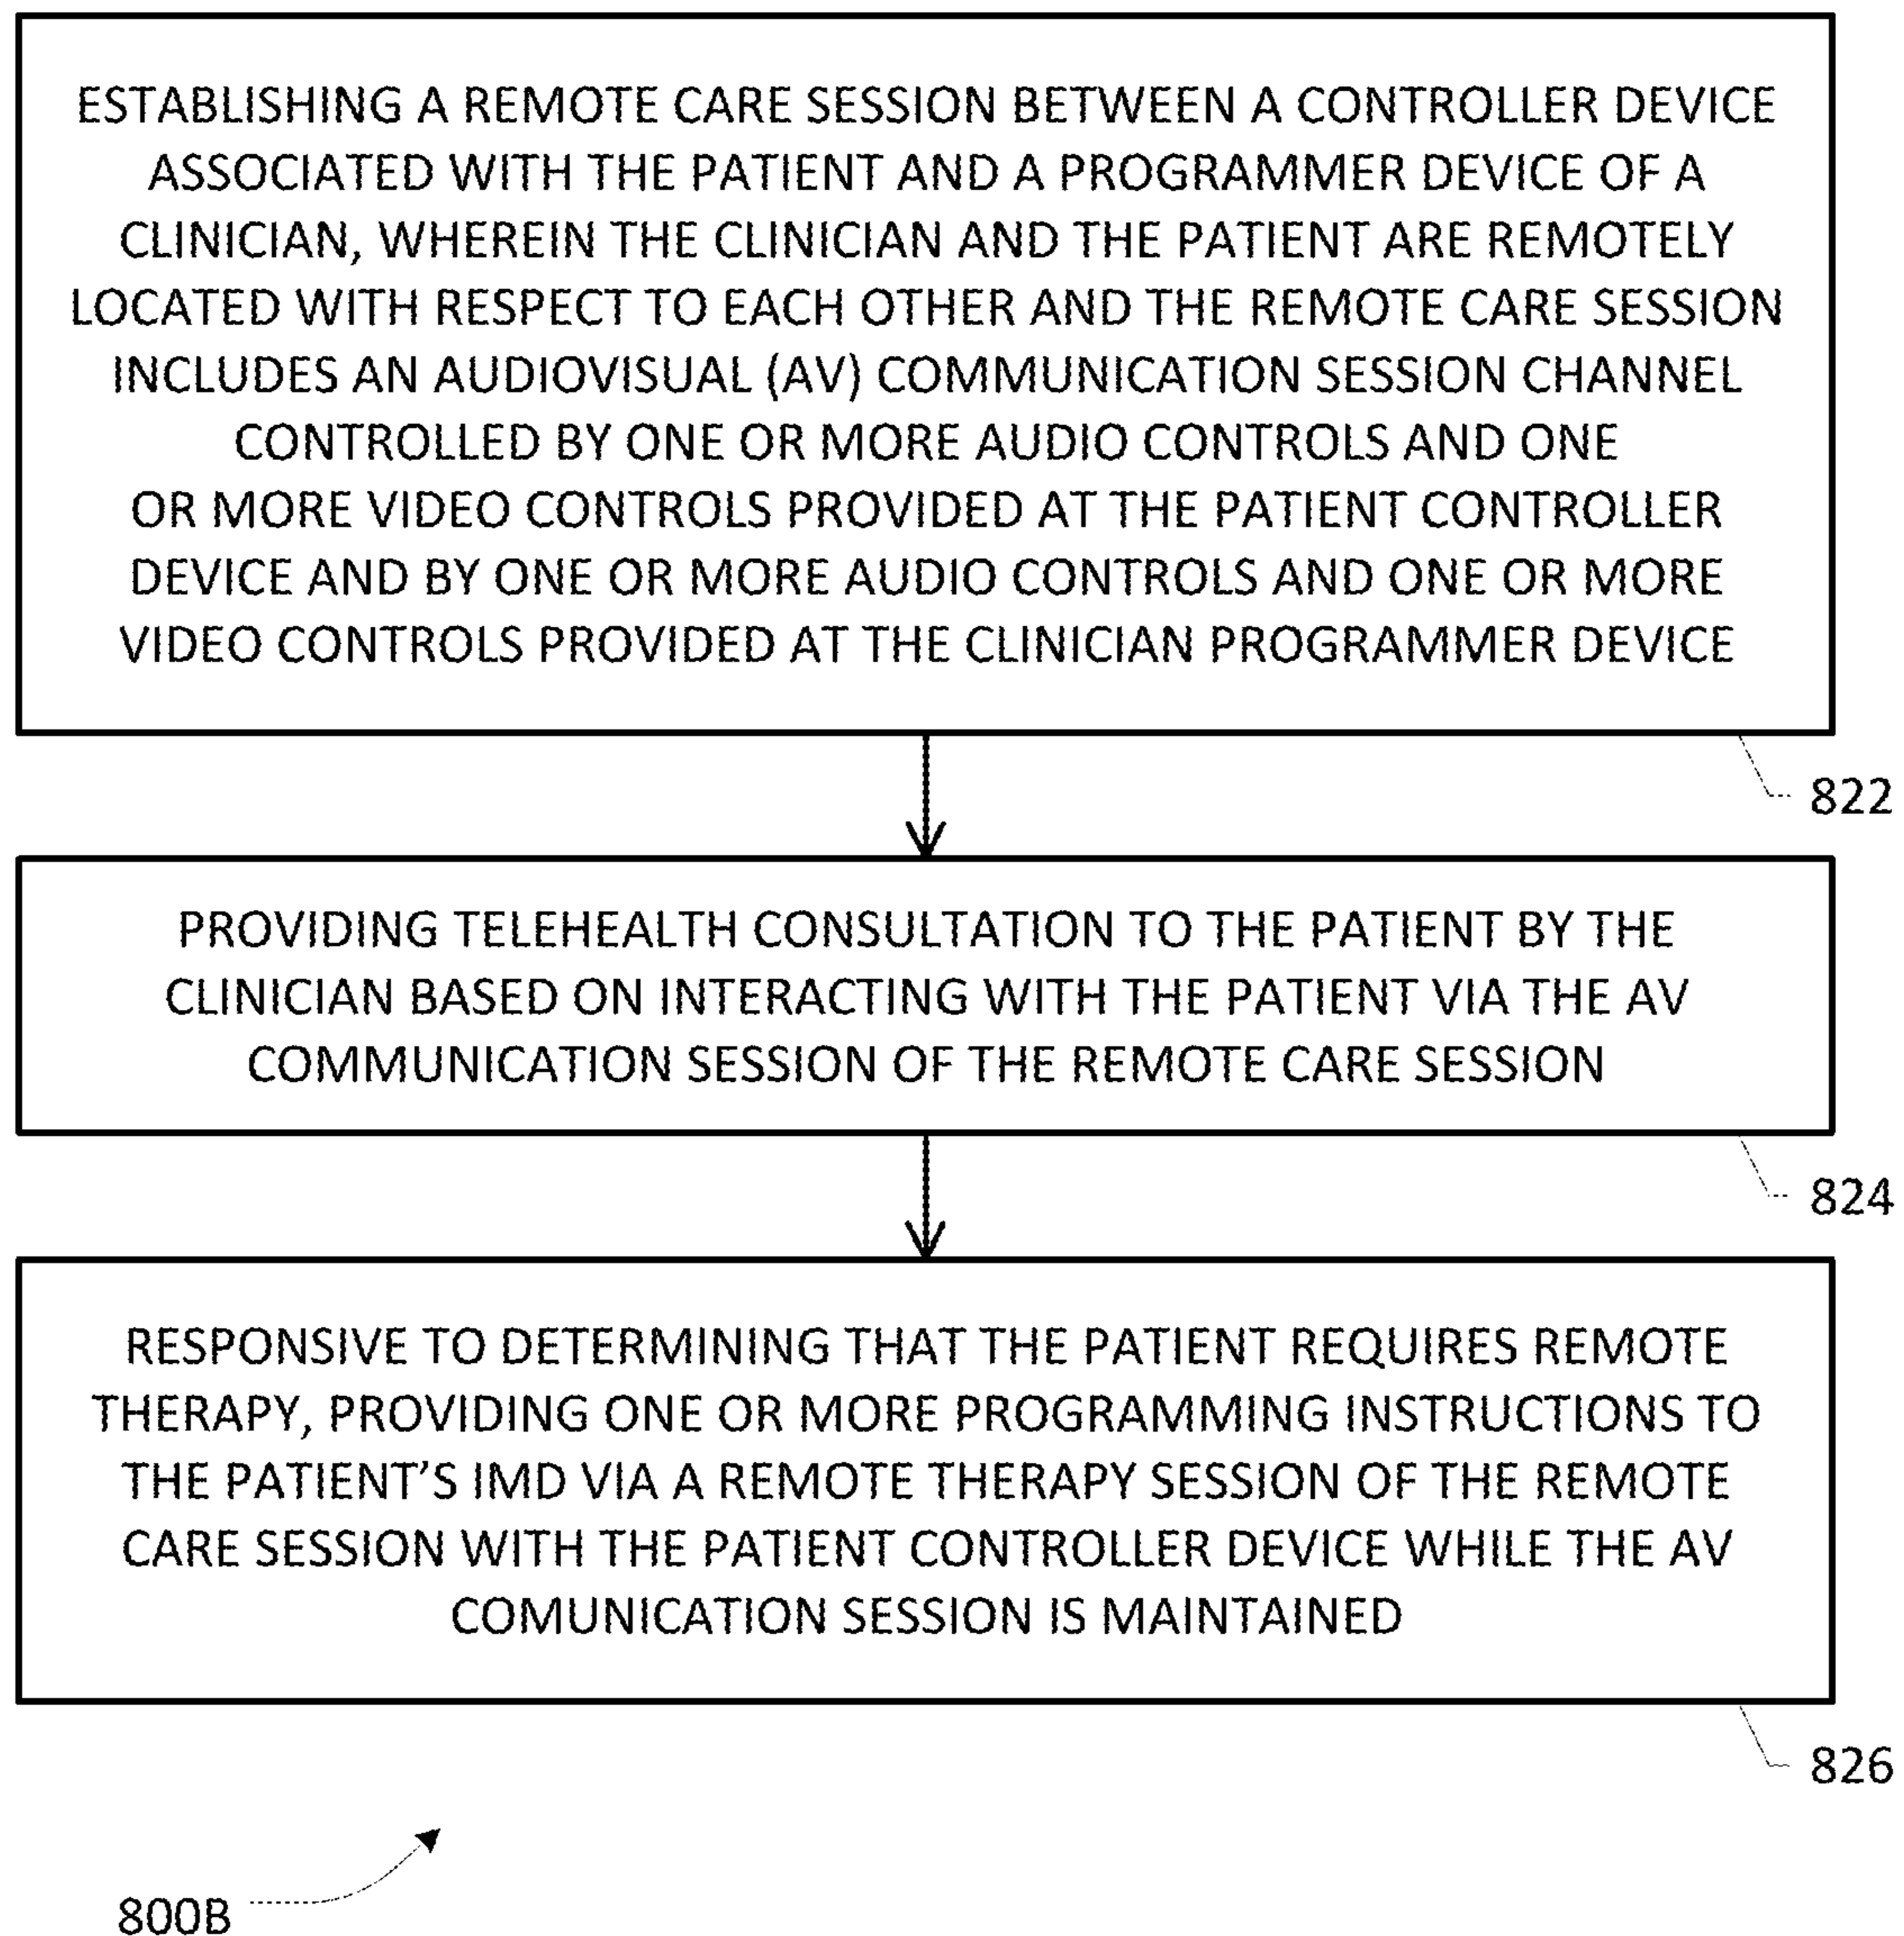 ESTABLISHING A REMOTE CARE SESSION BETWEEN A CONTROLLER DEVICE
ASSOCIATED WITH THE PATIENT AND A PROGRAMMER DEVICE OF A
CLINICIAN, WHEREIN THE CLINICIAN AND THE PATIENT ARE REMOTELY
LOCATED WITH RESPECT TO EACH OTHER AND THE REMOTE CARE SESSION
INCLUDES AN AUDIOVISUAL (AV) COMMUNICATION SESSION CHANNEL
CONTROLLED BY ONE OR MORE AUDIO CONTROLS AND ONE
OR MORE VIDEO CONTROLS PROVIDED AT THE PATIENT CONTROLLER
DEVICE AND BY ONE OR MORE AUDIO CONTROLS AND ONE OR MORE
VIDEO CONTROLS PROVIDED AT THE CLINICIAN PROGRAMMER DEVICE
822
PROVIDING TELEHEALTH CONSULTATION TO THE PATIENT BY THE
CLINICIAN BASED ON INTERACTING WITH THE PATIENT VIA THE AV
COMMUNICATION SESSION OF THE REMOTE CARE SESSION
824
RESPONSIVE TO DETERMINING THAT THE PATIENT REQUIRES REMOTE
THERAPY, PROVIDING ONE OR MORE PROGRAMMING INSTRUCTIONS TO
THE PATIENT'S IMD VIA A REMOTE THERAPY SESSION OF THE REMOTE
CARE SESSION WITH THE PATIENT CONTROLLER DEVICE WHILE THE AV
COMUNICATION SESSION IS MAINTAINED
826
800B